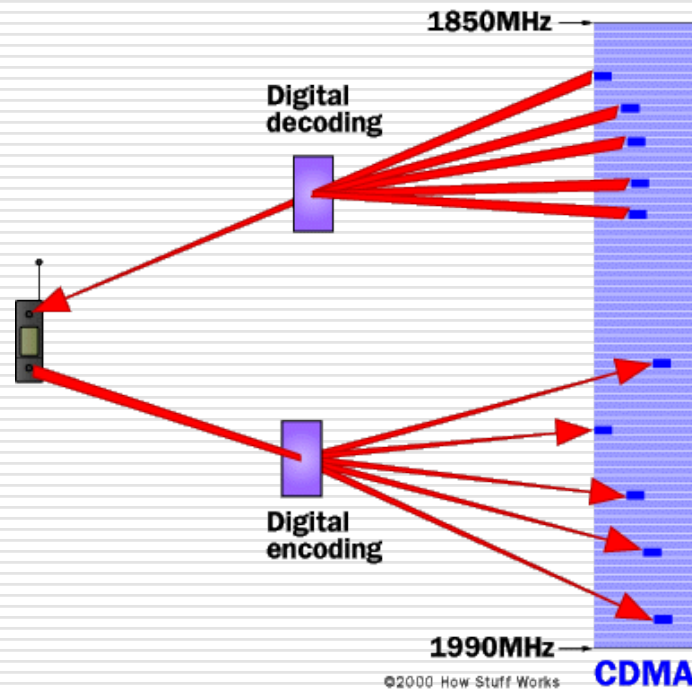 1850MHz
Digital
decoding
Digital
encoding
1990MHz
©2000 How Stuff Works
CDMA